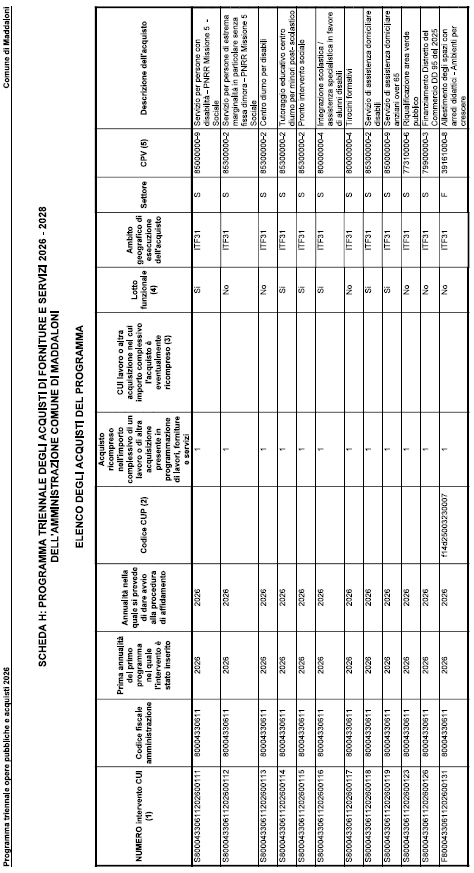 Programma triennale opere pubbliche e acquisti 2026
Comune di Maddaloni
SCHEDA H: PROGRAMMA TRIENNALE DEGLI ACQUISTI DI FORNITURE E SERVIZI 2026 - 2028
DELL'AMMINISTRAZIONE COMUNE DI MADDALONI
ELENCO DEGLI ACQUISTI DEL PROGRAMMA
NUMERO intervento CUI (1) | Codice fiscale amministrazione | Prima annualità del primo programma nel quale l'intervento è stato inserito | Annualità nella quale si prevede di dare avvio alla procedura di affidamento | Codice CUP (2) | Acquisto ricompreso nell'importo complessivo di un lavoro o di altra acquisizione presente in programmazione di lavori, forniture e servizi | CUI lavoro o altra acquisizione nel cui importo complessivo l'acquisto è eventualmente ricompreso (3) | Lotto funzionale (4) | Ambito geografico di esecuzione dell'acquisto | Settore | CPV (5) | Descrizione dell'acquisto
S80004330611202600111 | 80004330611 | 2026 | 2026 | 1 | Si | ITF31 | S | 85000000-9 | Servizio per persone con disabilità – PNRR Missione 5 - Sociale
S80004330611202600112 | 80004330611 | 2026 | 2026 | 1 | No | ITF31 | S | 85300000-2 | Servizio per persone di estrema marginalità in particolare senza fissa dimora – PNRR Missione 5 Sociale
S80004330611202600113 | 80004330611 | 2026 | 2026 | 1 | No | ITF31 | S | 85300000-2 | Centro diurno per disabili
S80004330611202600114 | 80004330611 | 2026 | 2026 | 1 | Si | ITF31 | S | 85300000-2 | Tutoraggio educativo centro diurno per minori post- scolastico
S80004330611202600115 | 80004330611 | 2026 | 2026 | 1 | Si | ITF31 | S | 85300000-2 | Pronto intervento sociale
S80004330611202600116 | 80004330611 | 2026 | 2026 | 1 | Si | ITF31 | S | 80000000-4 | Integrazione scolastica / assistenza specialistica in favore di alunni disabili
S80004330611202600117 | 80004330611 | 2026 | 2026 | 1 | No | ITF31 | S | 80000000-4 | Tirocini formativi
S80004330611202600118 | 80004330611 | 2026 | 2026 | 1 | Si | ITF31 | S | 85300000-2 | Servizio di assistenza domiciliare disabili
S80004330611202600119 | 80004330611 | 2026 | 2026 | 1 | Si | ITF31 | S | 85000000-9 | Servizio di assistenza domiciliare anziani over 65
S80004330611202600123 | 80004330611 | 2026 | 2026 | 1 | No | ITF31 | S | 77310000-6 | Riqualificazione area verde pubblico
S80004330611202600126 | 80004330611 | 2026 | 2026 | 1 | No | ITF31 | S | 79900000-3 | Finanziamento Distretto del Commercio DD 95 del 2025
F80004330611202600131 | 80004330611 | 2026 | 2026 | f14d25003230007 | 1 | No | ITF31 | F | 39161000-8 | Allestimento degli spazi con arredi didattici - Ambienti per crescere